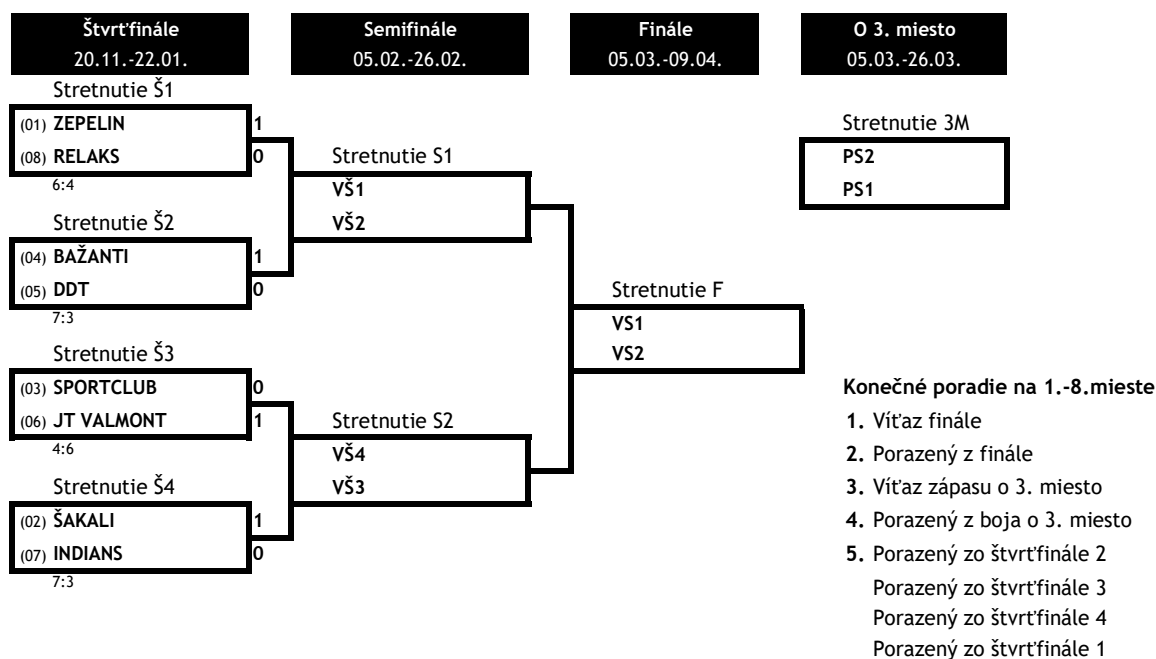 Štvrťfinále
20.11.-22.01.
Semifinále
05.02.-26.02.
Finále
05.03.-09.04.
O 3. miesto
05.03.-26.03.
Stretnutie Š1
(01) ZEPELIN 1
(08) RELAKS 0
6:4
Stretnutie Š2
(04) BAŽANTI 1
(05) DDT 0
7:3
Stretnutie Š3
(03) SPORTCLUB 0
(06) JT VALMONT 1
4:6
Stretnutie Š4
(02) ŠAKALI 1
(07) INDIANS 0
7:3
Stretnutie S1
VŠ1
VŠ2
Stretnutie S2
VŠ4
VŠ3
Stretnutie F
VS1
VS2
Stretnutie 3M
PS2
PS1
Konečné poradie na 1.-8.mieste
1. Víťaz finále
2. Porazený z finále
3. Víťaz zápasu o 3. miesto
4. Porazený z boja o 3. miesto
5. Porazený zo štvrťfinále 2
Porazený zo štvrťfinále 3
Porazený zo štvrťfinále 4
Porazený zo štvrťfinále 1